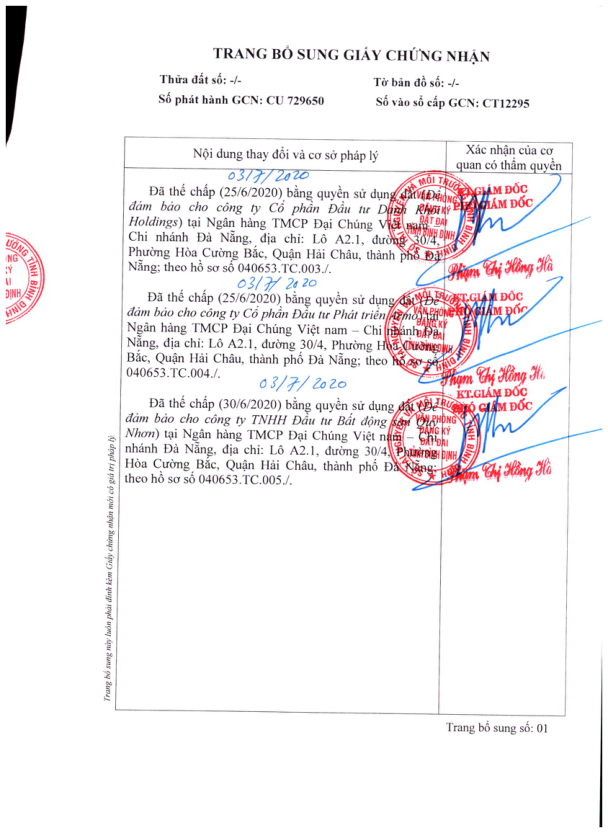 TRANG BỔ SUNG GIẤY CHỨNG NHẬN
Thửa đất số: -/-
Tờ bản đồ số: -/-
Số phát hành GCN: CU 729650
Số vào sổ cấp GCN: CT12295
Nội dung thay đổi và cơ sở pháp lý
Xác nhận của cơ
quan có thẩm quyền
03/7/2020
Đã thế chấp (25/6/2020) bằng quyền sử dụng đất (Để
đảm bảo cho công ty Cổ phần Đầu tư Danh Khôi
Holdings) tại Ngân hàng TMCP Đại Chúng Việt nam
Chi nhánh Đà Nẵng, địa chỉ: Lô A2.1, đường 30/4,
Phường Hòa Cường Bắc, Quận Hải Châu, thành phố Đà
Nẵng; theo hồ sơ số 040653.TC.003./.
KT.GIÁM ĐỐC
PHÓ GIÁM ĐỐC
Phạm Thị Hồng Hà
03/7/2020
Đã thế chấp (25/6/2020) bằng quyền sử dụng đất (Để
đảm bảo cho công ty Cổ phần Đầu tư Phát triển tại
Ngân hàng TMCP Đại Chúng Việt nam – Chi nhánh Đà
Nẵng, địa chỉ: Lô A2.1, đường 30/4, Phường Hòa Cường
Bắc, Quận Hải Châu, thành phố Đà Nẵng; theo hồ sơ số
040653.TC.004./.
KT.GIÁM ĐỐC
PHÓ GIÁM ĐỐC
Phạm Thị Hồng Hà
03/7/2020
Đã thế chấp (30/6/2020) bằng quyền sử dụng đất (Để
đảm bảo cho công ty TNHH Đầu tư Bất động sản Quy
Nhơn) tại Ngân hàng TMCP Đại Chúng Việt nam – Chi
nhánh Đà Nẵng, địa chỉ: Lô A2.1, đường 30/4, Phường
Hòa Cường Bắc, Quận Hải Châu, thành phố Đà Nẵng;
theo hồ sơ số 040653.TC.005./.
KT.GIÁM ĐỐC
PHÓ GIÁM ĐỐC
Phạm Thị Hồng Hà
VĂN PHÒNG
ĐĂNG KÝ
ĐẤT ĐAI
TỈNH BÌNH ĐỊNH
Trang bổ sung này luôn phải đính kèm Giấy chứng nhận mới có giá trị pháp lý.
Trang bổ sung số: 01